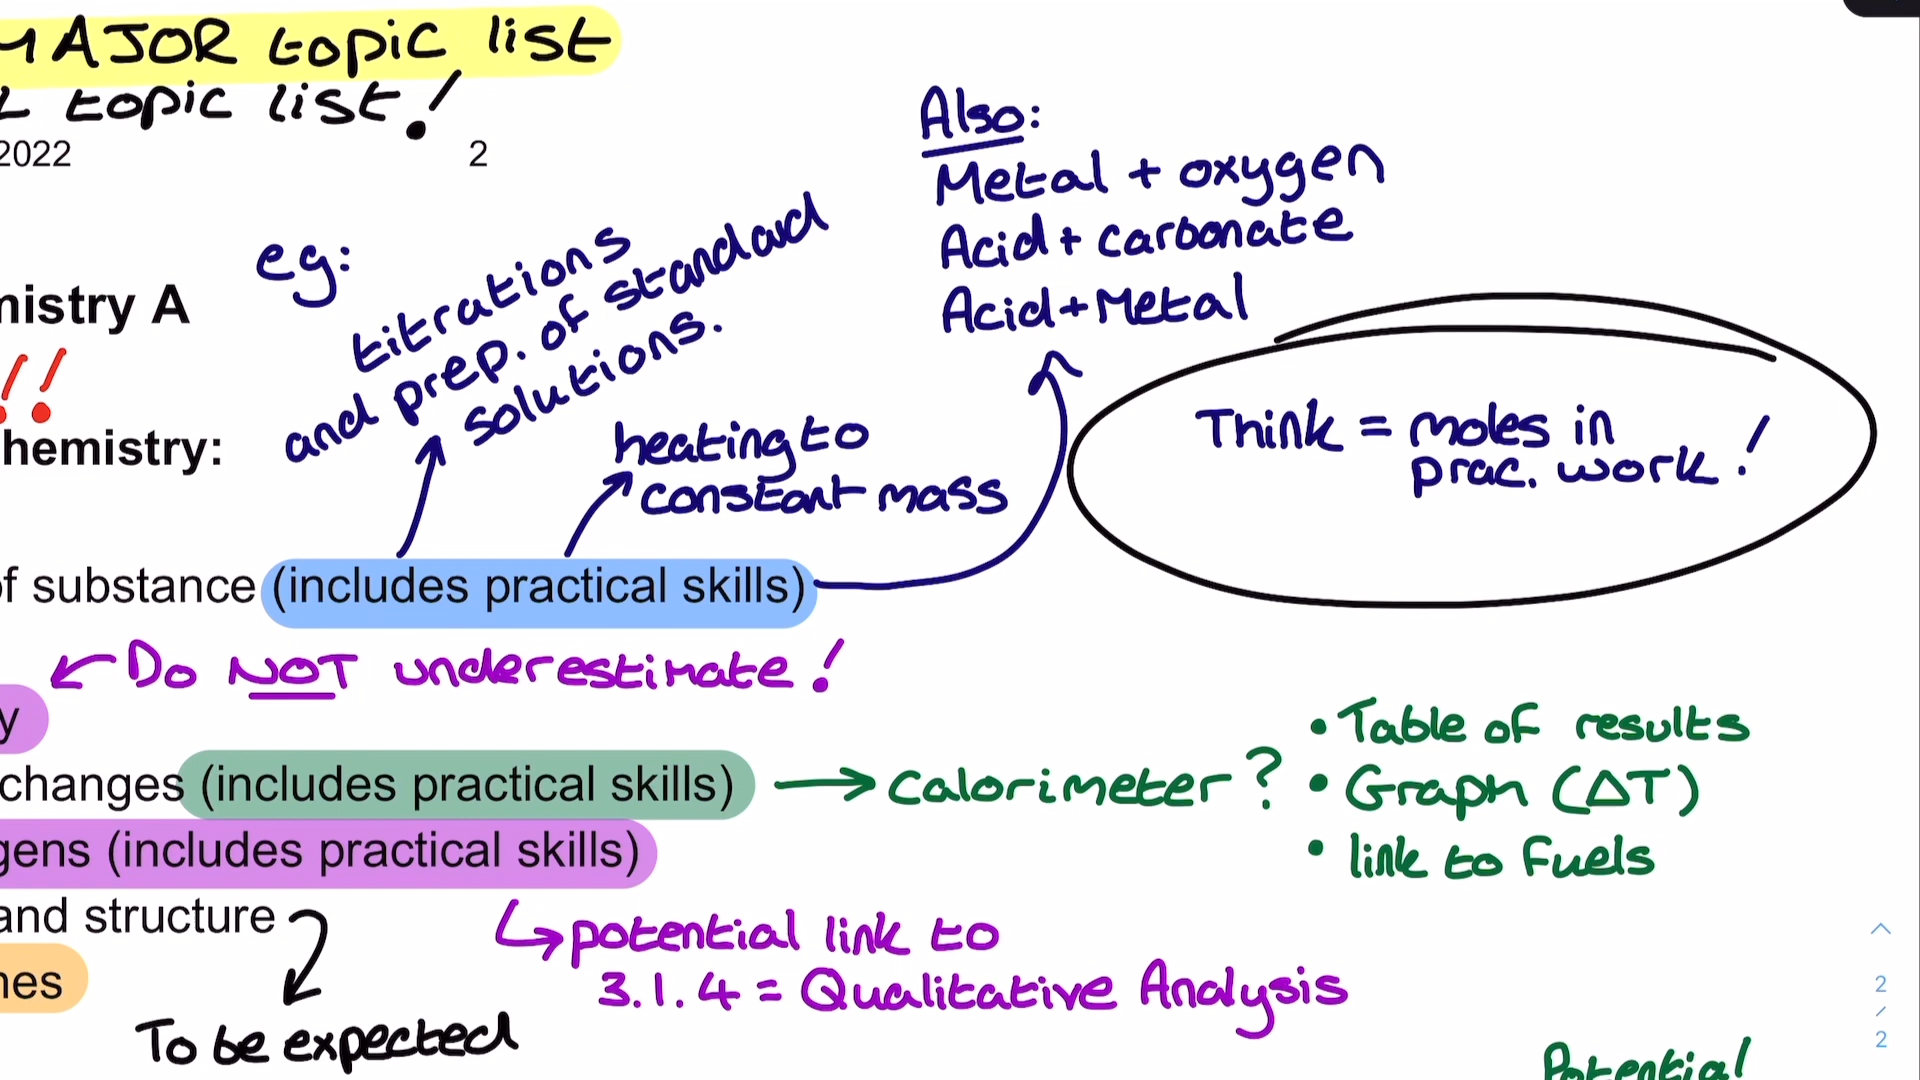 MAJOR topic list
topic list!
2022
2
Also:
Metal + oxygen
Acid + carbonate
Acid + Metal
eg:
titrations
and prep. of standard
solutions.
mistry A
!!
hemistry:
heating to
constant mass
Think = moles in
prac. work!
of substance (includes practical skills)
Do NOT underestimate!
y
changes (includes practical skills)
calorimeter?
• Table of results
• Graph (ΔT)
• link to fuels
gens (includes practical skills)
and structure
potential link to
3.1.4 = Qualitative Analysis
nes
To be expected
2
/
2
Potential